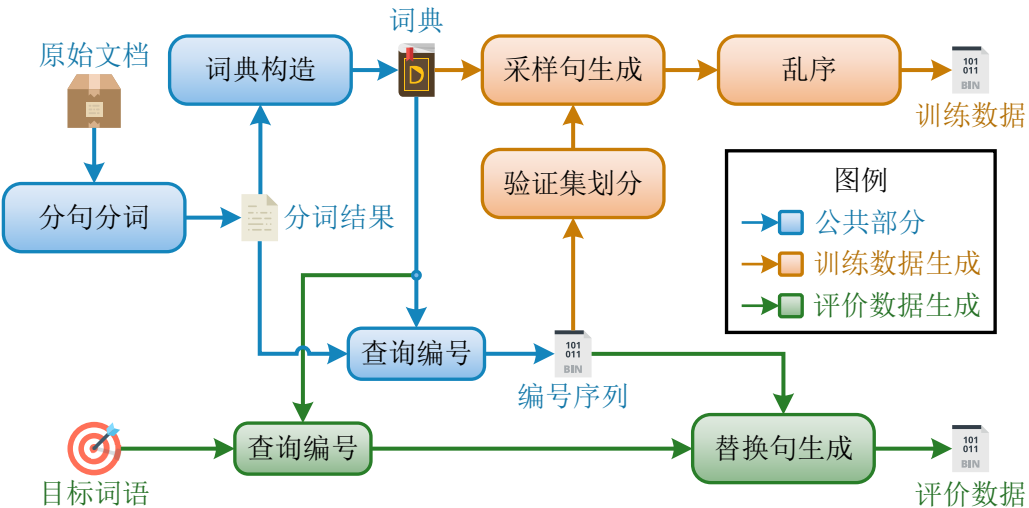 词典
原始文档
词典构造
D
采样句生成
乱序
101
011
BIN
训练数据
分句分词
分词结果
验证集划分
图例
公共部分
训练数据生成
评价数据生成
查询编号
101
011
BIN
编号序列
目标词语
查询编号
替换句生成
101
011
BIN
评价数据